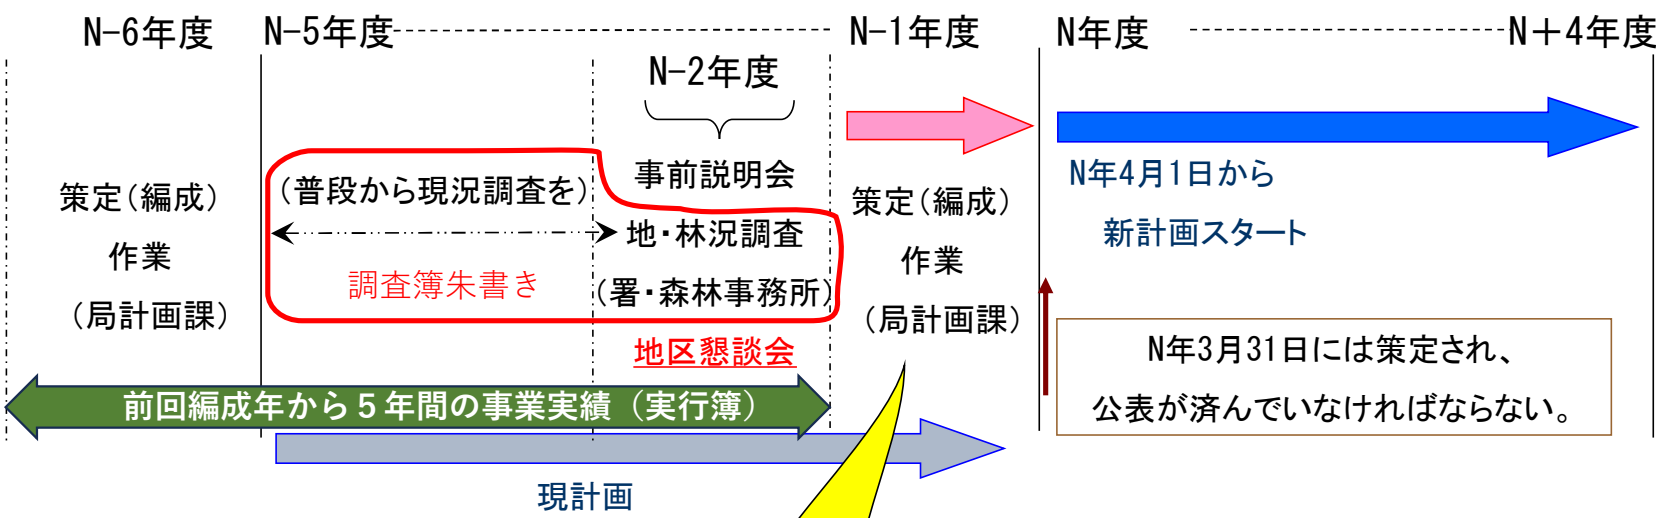 N−6年度
N−5年度
N−1年度
N年度
N＋4年度
N−2年度
策定（編成）
作業
（局計画課）
（普段から現況調査を）
調査簿朱書き
事前説明会
地・林況調査
（署・森林事務所）
地区懇談会
策定（編成）
作業
（局計画課）
N年4月1日から
新計画スタート
N年3月31日には策定され、
公表が済んでいなければならない。
前回編成年から５年間の事業実績（実行簿）
現計画